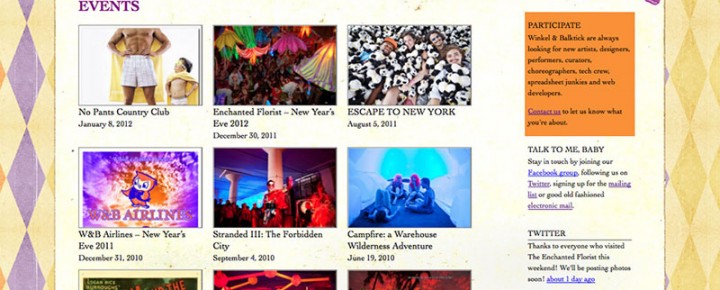 EVENTS
No Pants Country Club
January 8, 2012
Enchanted Florist – New Year's
Eve 2012
December 30, 2011
ESCAPE TO NEW YORK
August 5, 2011
W&B AIRLINES
W&B Airlines – New Year's
Eve 2011
December 31, 2010
Stranded III: The Forbidden
City
September 4, 2010
Campfire: a Warehouse
Wilderness Adventure
June 19, 2010
EDGAR RICE
BURROUGHS'
PARTICIPATE
Winkel & Balktick are always
looking for new artists, designers,
performers, curators,
choreographers, tech crew,
spreadsheet junkies and web
developers.
Contact us to let us know what
you're about.
TALK TO ME, BABY
Stay in touch by joining our
Facebook group, following us on
Twitter, signing up for the mailing
list or good old fashioned
electronic mail.
TWITTER
Thanks to everyone who visited
The Enchanted Florist this
weekend! We'll be posting photos
soon! about 1 day ago